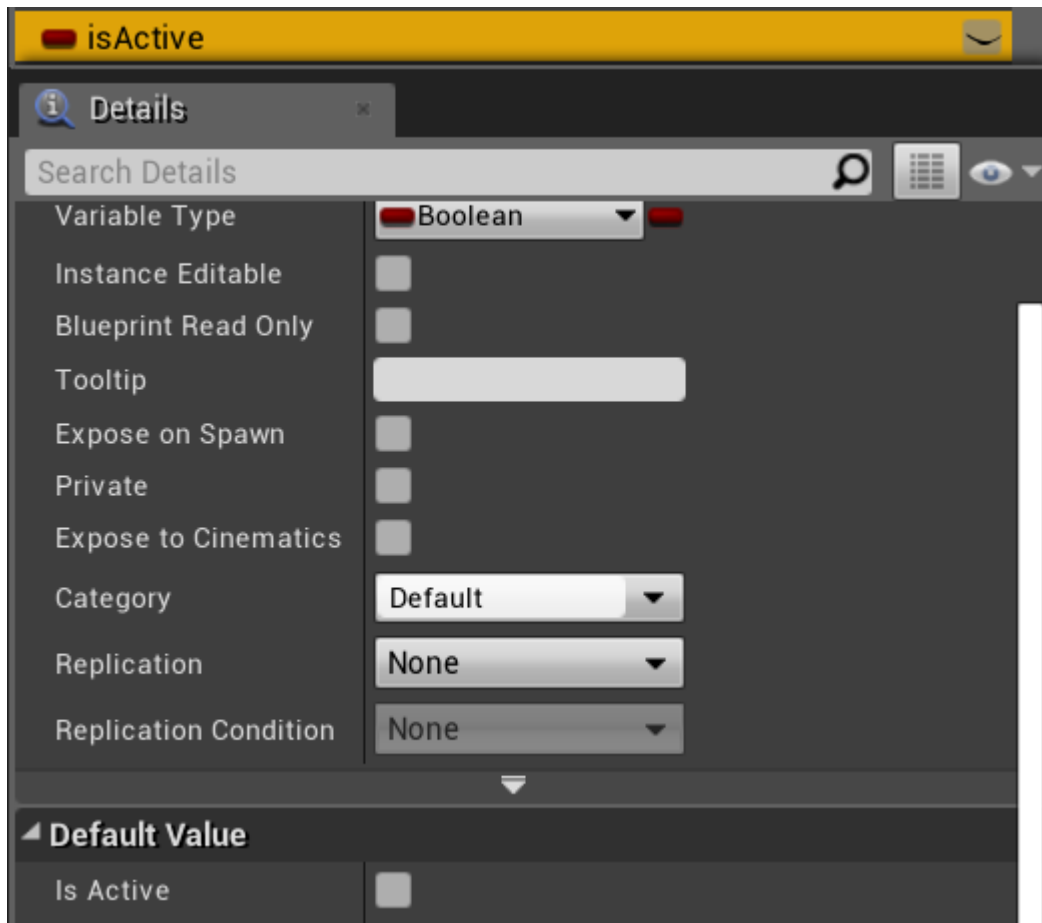 isActive
Details
Search Details
Variable Type Boolean
Instance Editable
Blueprint Read Only
Tooltip
Expose on Spawn
Private
Expose to Cinematics
Category Default
Replication None
Replication Condition None
Default Value
Is Active